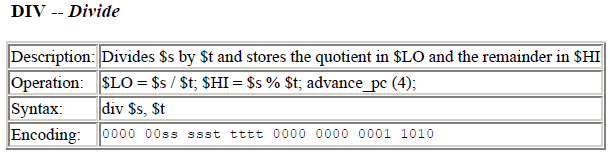 DIV -- Divide
Description: Divides $s by $t and stores the quotient in $LO and the remainder in $HI
Operation: $LO = $s / $t; $HI = $s % $t; advance_pc (4);
Syntax: div $s, $t
Encoding: 0000 00ss ssst tttt 0000 0000 0001 1010